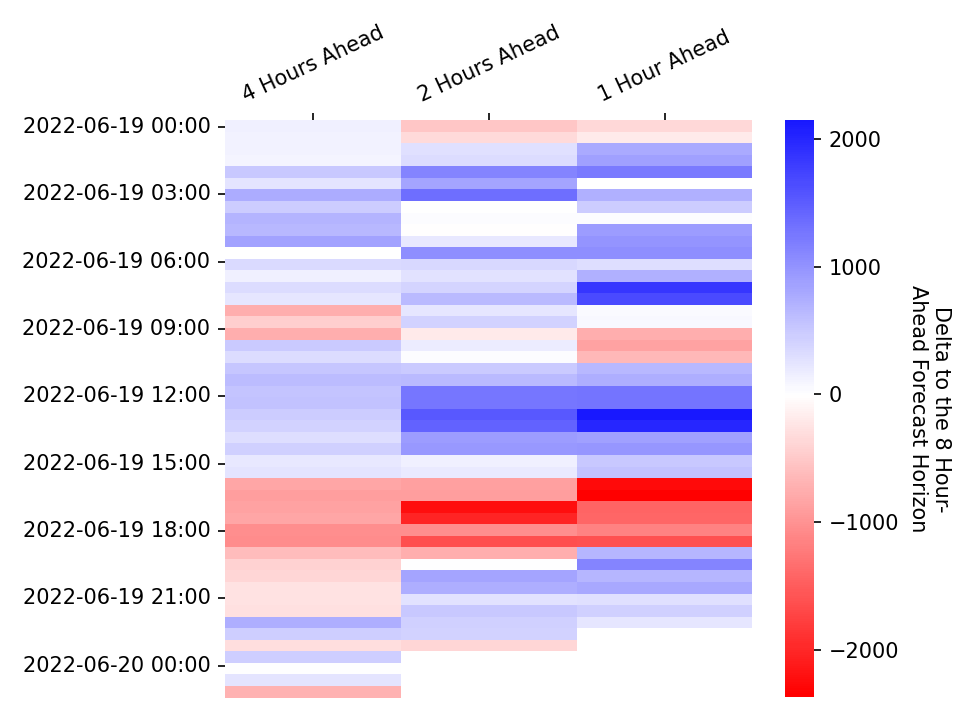 4 Hours Ahead
2 Hours Ahead
1 Hour Ahead
2022-06-19 00:00
2022-06-19 03:00
2022-06-19 06:00
2022-06-19 09:00
2022-06-19 12:00
2022-06-19 15:00
2022-06-19 18:00
2022-06-19 21:00
2022-06-20 00:00
2000
1000
0
−1000
−2000
Delta to the 8 Hour-
Ahead Forecast Horizon